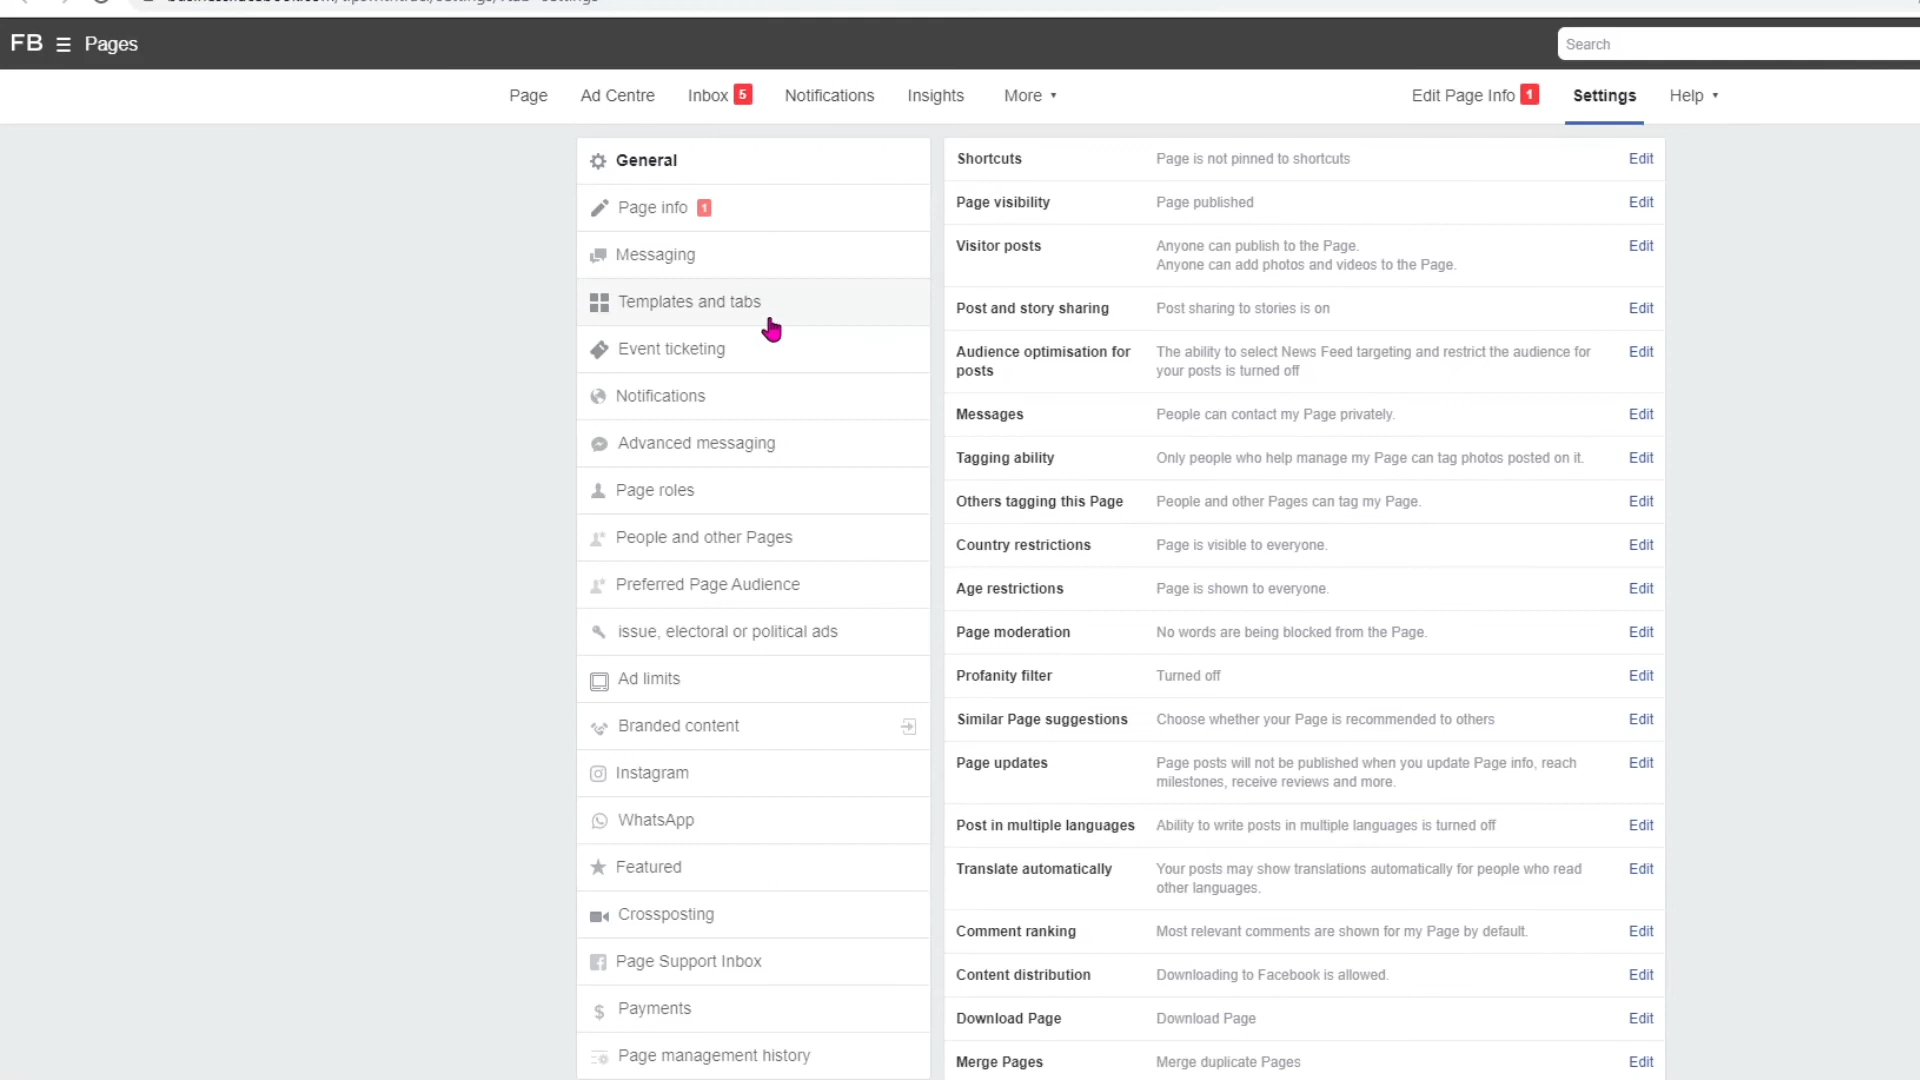 FB Pages
Search
Page Ad Centre Inbox 5 Notifications Insights More Edit Page Info 1 Settings Help
General
Page info 1
Messaging
Templates and tabs
Event ticketing
Notifications
Advanced messaging
Page roles
People and other Pages
Preferred Page Audience
issue, electoral or political ads
Ad limits
Branded content
Instagram
WhatsApp
Featured
Crossposting
Page Support Inbox
Payments
Page management history
Shortcuts Page is not pinned to shortcuts Edit
Page visibility Page published Edit
Visitor posts Anyone can publish to the Page. Edit
Anyone can add photos and videos to the Page.
Post and story sharing Post sharing to stories is on Edit
Audience optimisation for The ability to select News Feed targeting and restrict the audience for Edit
posts your posts is turned off
Messages People can contact my Page privately. Edit
Tagging ability Only people who help manage my Page can tag photos posted on it. Edit
Others tagging this Page People and other Pages can tag my Page. Edit
Country restrictions Page is visible to everyone. Edit
Age restrictions Page is shown to everyone. Edit
Page moderation No words are being blocked from the Page. Edit
Profanity filter Turned off Edit
Similar Page suggestions Choose whether your Page is recommended to others Edit
Page updates Page posts will not be published when you update Page info, reach Edit
milestones, receive reviews and more.
Post in multiple languages Ability to write posts in multiple languages is turned off Edit
Translate automatically Your posts may show translations automatically for people who read Edit
other languages.
Comment ranking Most relevant comments are shown for my Page by default. Edit
Content distribution Downloading to Facebook is allowed. Edit
Download Page Download Page Edit
Merge Pages Merge duplicate Pages Edit